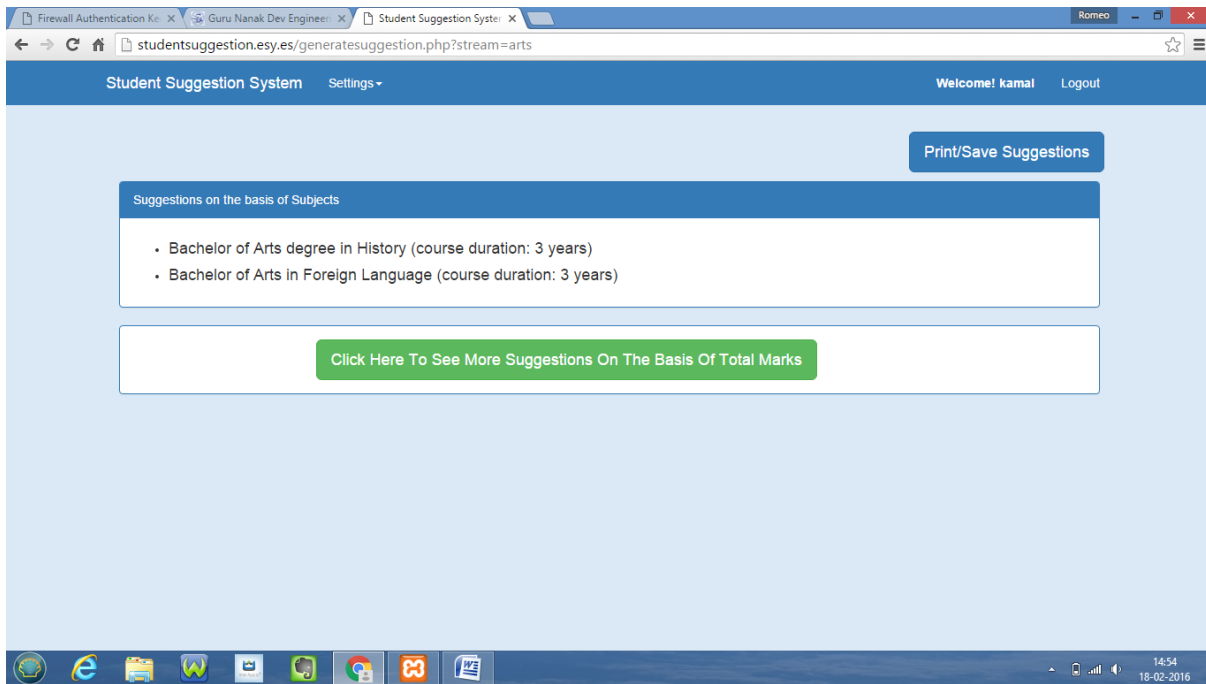 Firewall Authentication Ke
Guru Nak Dev Engineer
Student Suggestion Syster
Romeo
studentsuggestion.esy.es/generatesuggestion.php?stream=arts
Student Suggestion System
Settings
Welcome! kamal
Logout
Print/Save Suggestions
Suggestions on the basis of Subjects
• Bachelor of Arts degree in History (course duration: 3 years)
• Bachelor of Arts in Foreign Language (course duration: 3 years)
Click Here To See More Suggestions On The Basis Of Total Marks
14:54
18-02-2016